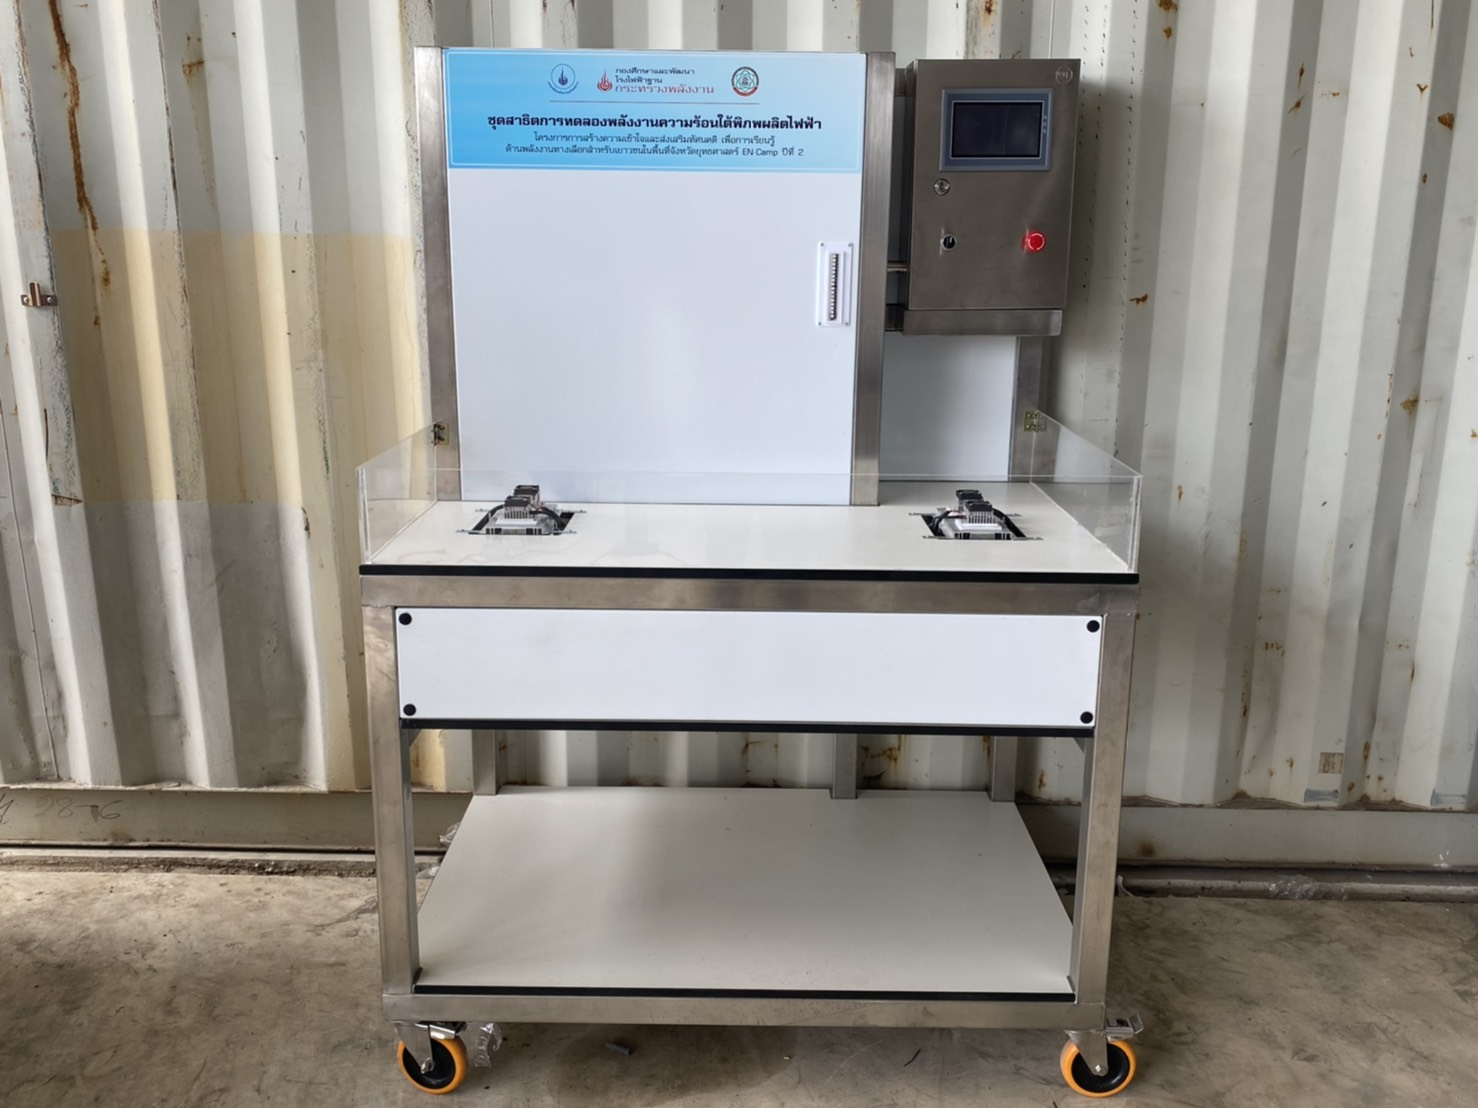 กองศึกษาและพัฒนา
โรงไฟฟ้าฐาน
กระทรวงพลังงาน
ชุดสาธิตการทดลองพลังงานความร้อนใต้พิภพผลิตไฟฟ้า
โครงการการสร้างความเข้าใจและส่งเสริมทัศนคติ เพื่อการเรียนรู้
ด้านพลังงานทางเลือกสำหรับเยาวชนในพื้นที่จังหวัดยุทธศาสตร์ EN Camp ปีที่ 2
28-6